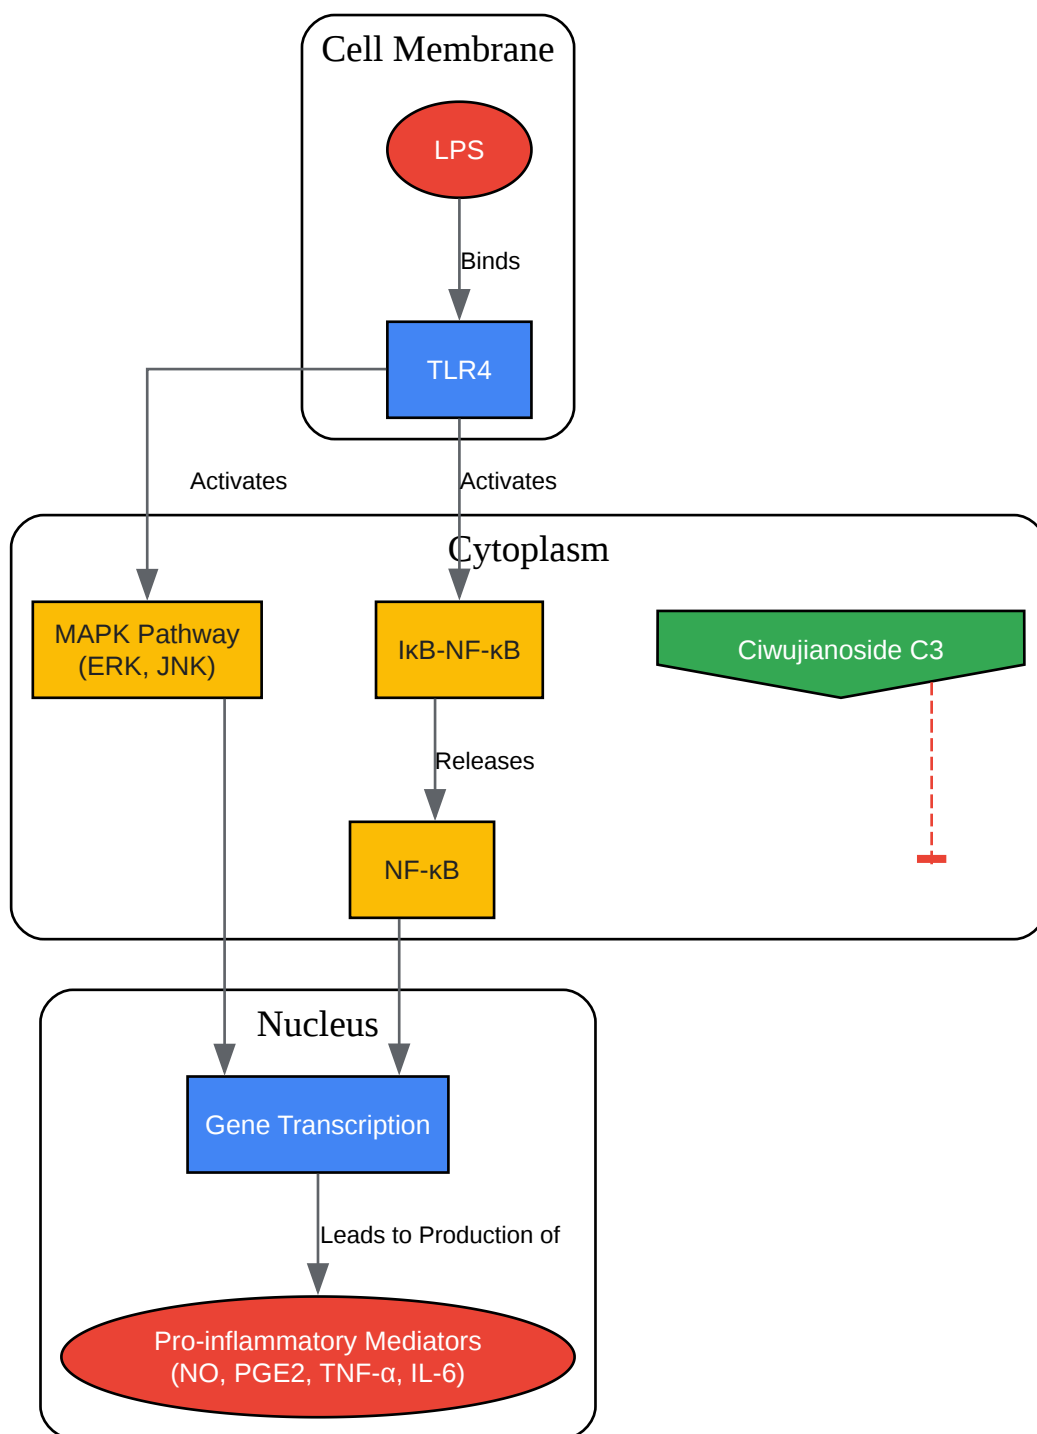 Cell Membrane
LPS
Binds
TLR4
Activates
Activates
Cytoplasm
MAPK Pathway
(ERK, JNK)
IκB-NF-κB
Ciwujianoside C3
Releases
NF-κB
Nucleus
Gene Transcription
Leads to Production of
Pro-inflammatory Mediators
(NO, PGE2, TNF-α, IL-6)